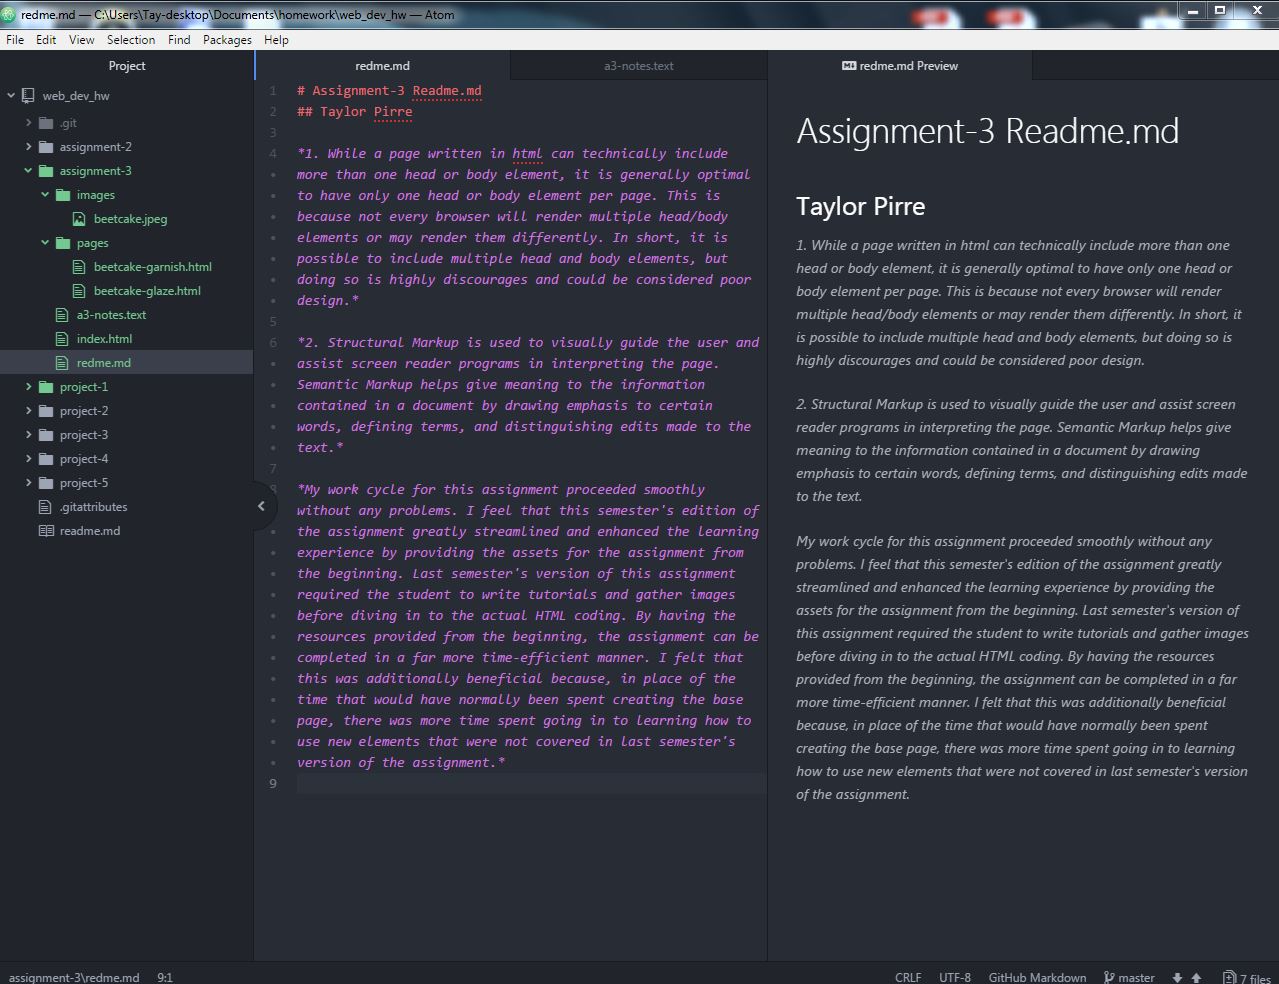 redme.md — C:\Users\Tay-desktop\Documents\homework\web_dev_hw — Atom
File Edit View Selection Find Packages Help
Project
web_dev_hw
.git
assignment-2
assignment-3
images
beetcake.jpeg
pages
beetcake-garnish.html
beetcake-glaze.html
a3-notes.text
index.html
redme.md
project-1
project-2
project-3
project-4
project-5
.gitattributes
readme.md
redme.md
a3-notes.text
1 # Assignment-3 Readme.md
2 ## Taylor Pirre
3
4 *1. While a page written in html can technically include
more than one head or body element, it is generally optimal
to have only one head or body element per page. This is
because not every browser will render multiple head/body
elements or may render them differently. In short, it is
possible to include multiple head and body elements, but
doing so is highly discourages and could be considered poor
design.*
5
6 *2. Structural Markup is used to visually guide the user and
assist screen reader programs in interpreting the page.
Semantic Markup helps give meaning to the information
contained in a document by drawing emphasis to certain
words, defining terms, and distinguishing edits made to the
text.*
7
8 *My work cycle for this assignment proceeded smoothly
without any problems. I feel that this semester's edition of
the assignment greatly streamlined and enhanced the learning
experience by providing the assets for the assignment from
the beginning. Last semester's version of this assignment
required the student to write tutorials and gather images
before diving in to the actual HTML coding. By having the
resources provided from the beginning, the assignment can be
completed in a far more time-efficient manner. I felt that
this was additionally beneficial because, in place of the
time that would have normally been spent creating the base
page, there was more time spent going in to learning how to
use new elements that were not covered in last semester's
version of the assignment.*
9
redme.md Preview
Assignment-3 Readme.md
Taylor Pirre
1. While a page written in html can technically include more than one
head or body element, it is generally optimal to have only one head or
body element per page. This is because not every browser will render
multiple head/body elements or may render them differently. In short, it
is possible to include multiple head and body elements, but doing so is
highly discourages and could be considered poor design.
2. Structural Markup is used to visually guide the user and assist screen
reader programs in interpreting the page. Semantic Markup helps give
meaning to the information contained in a document by drawing
emphasis to certain words, defining terms, and distinguishing edits made
to the text.
My work cycle for this assignment proceeded smoothly without any
problems. I feel that this semester's edition of the assignment greatly
streamlined and enhanced the learning experience by providing the
assets for the assignment from the beginning. Last semester's version of
this assignment required the student to write tutorials and gather images
before diving in to the actual HTML coding. By having the resources
provided from the beginning, the assignment can be completed in a far
more time-efficient manner. I felt that this was additionally beneficial
because, in place of the time that would have normally been spent
creating the base page, there was more time spent going in to learning
how to use new elements that were not covered in last semester's version
of the assignment.
assignment-3\redme.md 9:1
CRLF UTF-8 GitHub Markdown master 7 files